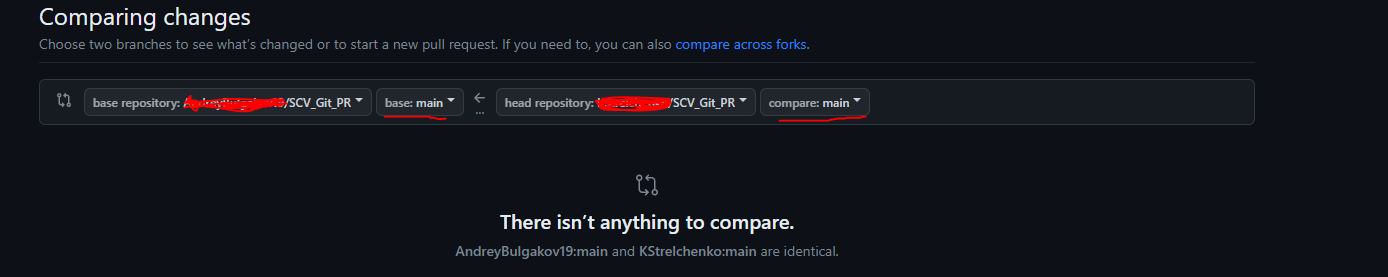 Comparing changes
Choose two branches to see what's changed or to start a new pull request. If you need to, you can also compare across forks.
base repository: /SCV_Git_PR base: main head repository: /SCV_Git_PR compare: main
There isn't anything to compare.
AndreyBulgakov19:main and KStrelchenko:main are identical.